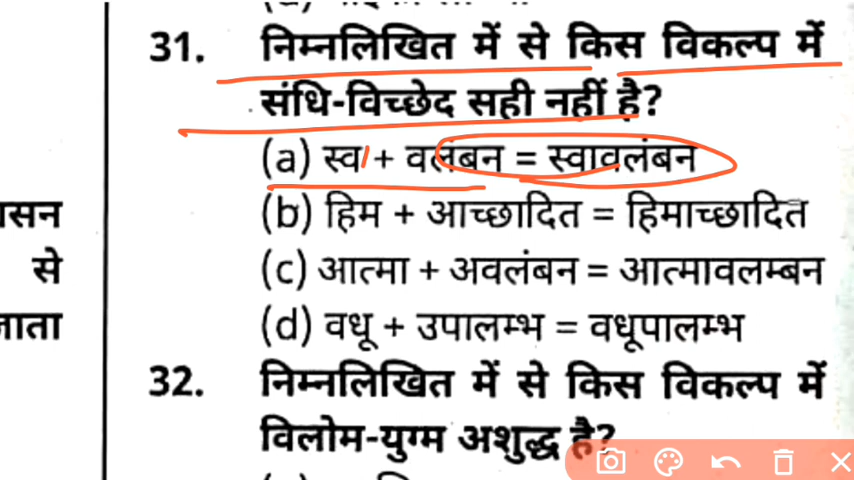 31. निम्नलिखित में से किस विकल्प में
संधि-विच्छेद सही नहीं है?
(a) स्व + वलंबन = स्वावलंबन
ासन
(b) हिम + आच्छादित = हिमाच्छादित
से
(c) आत्मा + अवलंबन = आत्मावलम्बन
ाता
(d) वधू + उपालम्भ = वधूपालम्भ
32. निम्नलिखित में से किस विकल्प में
विलोम-युग्म अशुद्ध है?